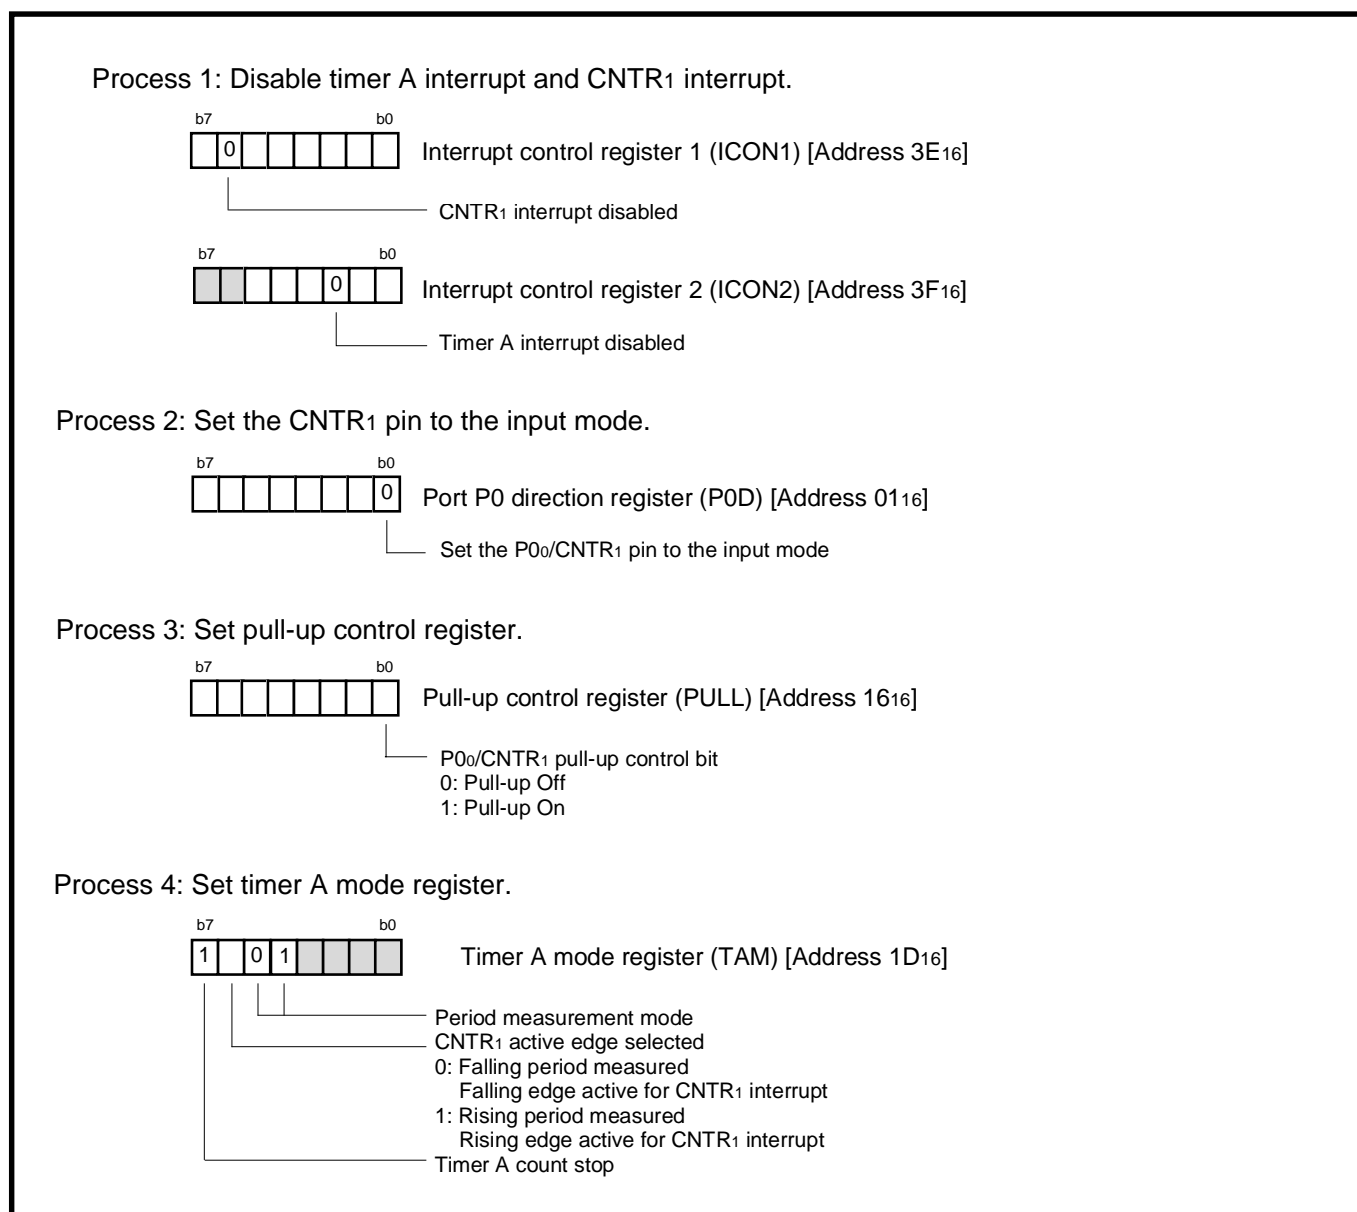 Process 1: Disable timer A interrupt and CNTR1 interrupt.
b7 b0
0 Interrupt control register 1 (ICON1) [Address 3E16]
CNTR1 interrupt disabled
b7 b0
0 Interrupt control register 2 (ICON2) [Address 3F16]
Timer A interrupt disabled
Process 2: Set the CNTR1 pin to the input mode.
b7 b0
0 Port P0 direction register (P0D) [Address 0116]
Set the P00/CNTR1 pin to the input mode
Process 3: Set pull-up control register.
b7 b0
Pull-up control register (PULL) [Address 1616]
P00/CNTR1 pull-up control bit
0: Pull-up Off
1: Pull-up On
Process 4: Set timer A mode register.
b7 b0
1 0 1 Timer A mode register (TAM) [Address 1D16]
Period measurement mode
CNTR1 active edge selected
0: Falling period measured
Falling edge active for CNTR1 interrupt
1: Rising period measured
Rising edge active for CNTR1 interrupt
Timer A count stop